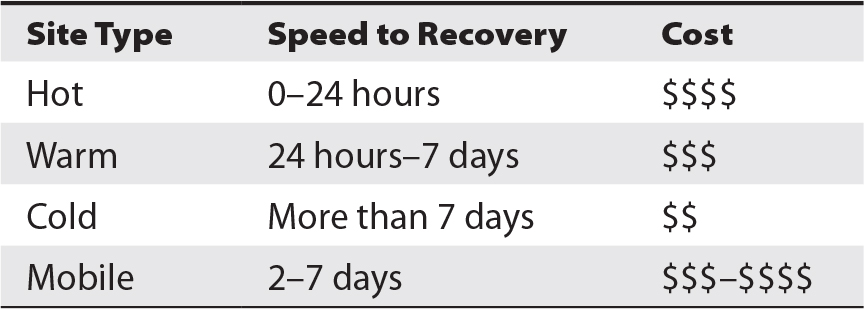 Site Type Speed to Recovery Cost
Hot 0–24 hours $$$$
Warm 24 hours–7 days $$$
Cold More than 7 days $$
Mobile 2–7 days $$$–$$$$